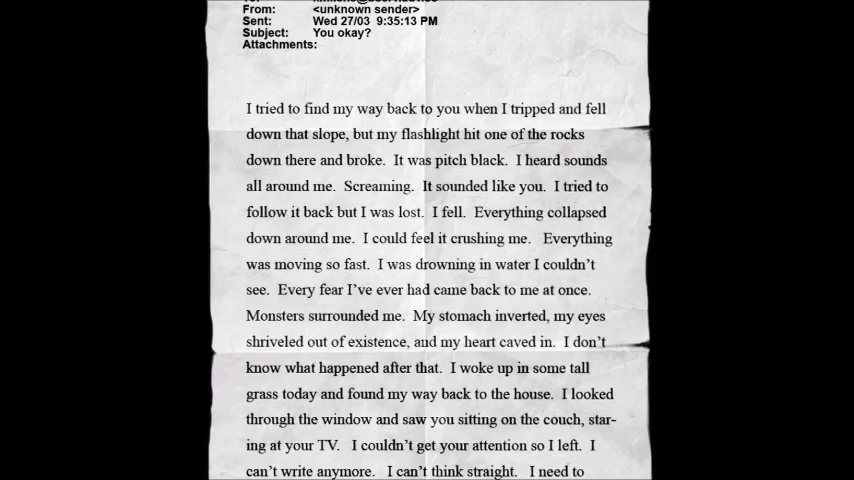 From: <unknown sender>
Sent: Wed 27/03 9:35:13 PM
Subject: You okay?
Attachments:
I tried to find my way back to you when I tripped and fell
down that slope, but my flashlight hit one of the rocks
down there and broke. It was pitch black. I heard sounds
all around me. Screaming. It sounded like you. I tried to
follow it back but I was lost. I fell. Everything collapsed
down around me. I could feel it crushing me. Everything
was moving so fast. I was drowning in water I couldn't
see. Every fear I've ever had came back to me at once.
Monsters surrounded me. My stomach inverted, my eyes
shriveled out of existence, and my heart caved in. I don't
know what happened after that. I woke up in some tall
grass today and found my way back to the house. I looked
through the window and saw you sitting on the couch, star-
ing at your TV. I couldn't get your attention so I left. I
can't write anymore. I can't think straight. I need to